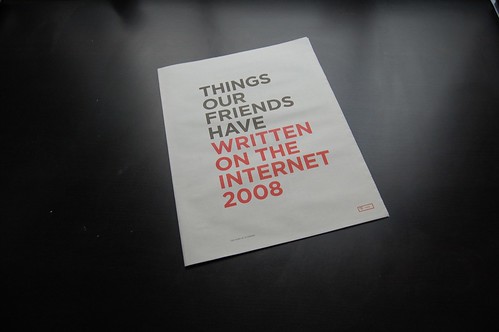 THINGS
OUR
FRIENDS
HAVE
WRITTEN
ON THE
INTERNET
2008